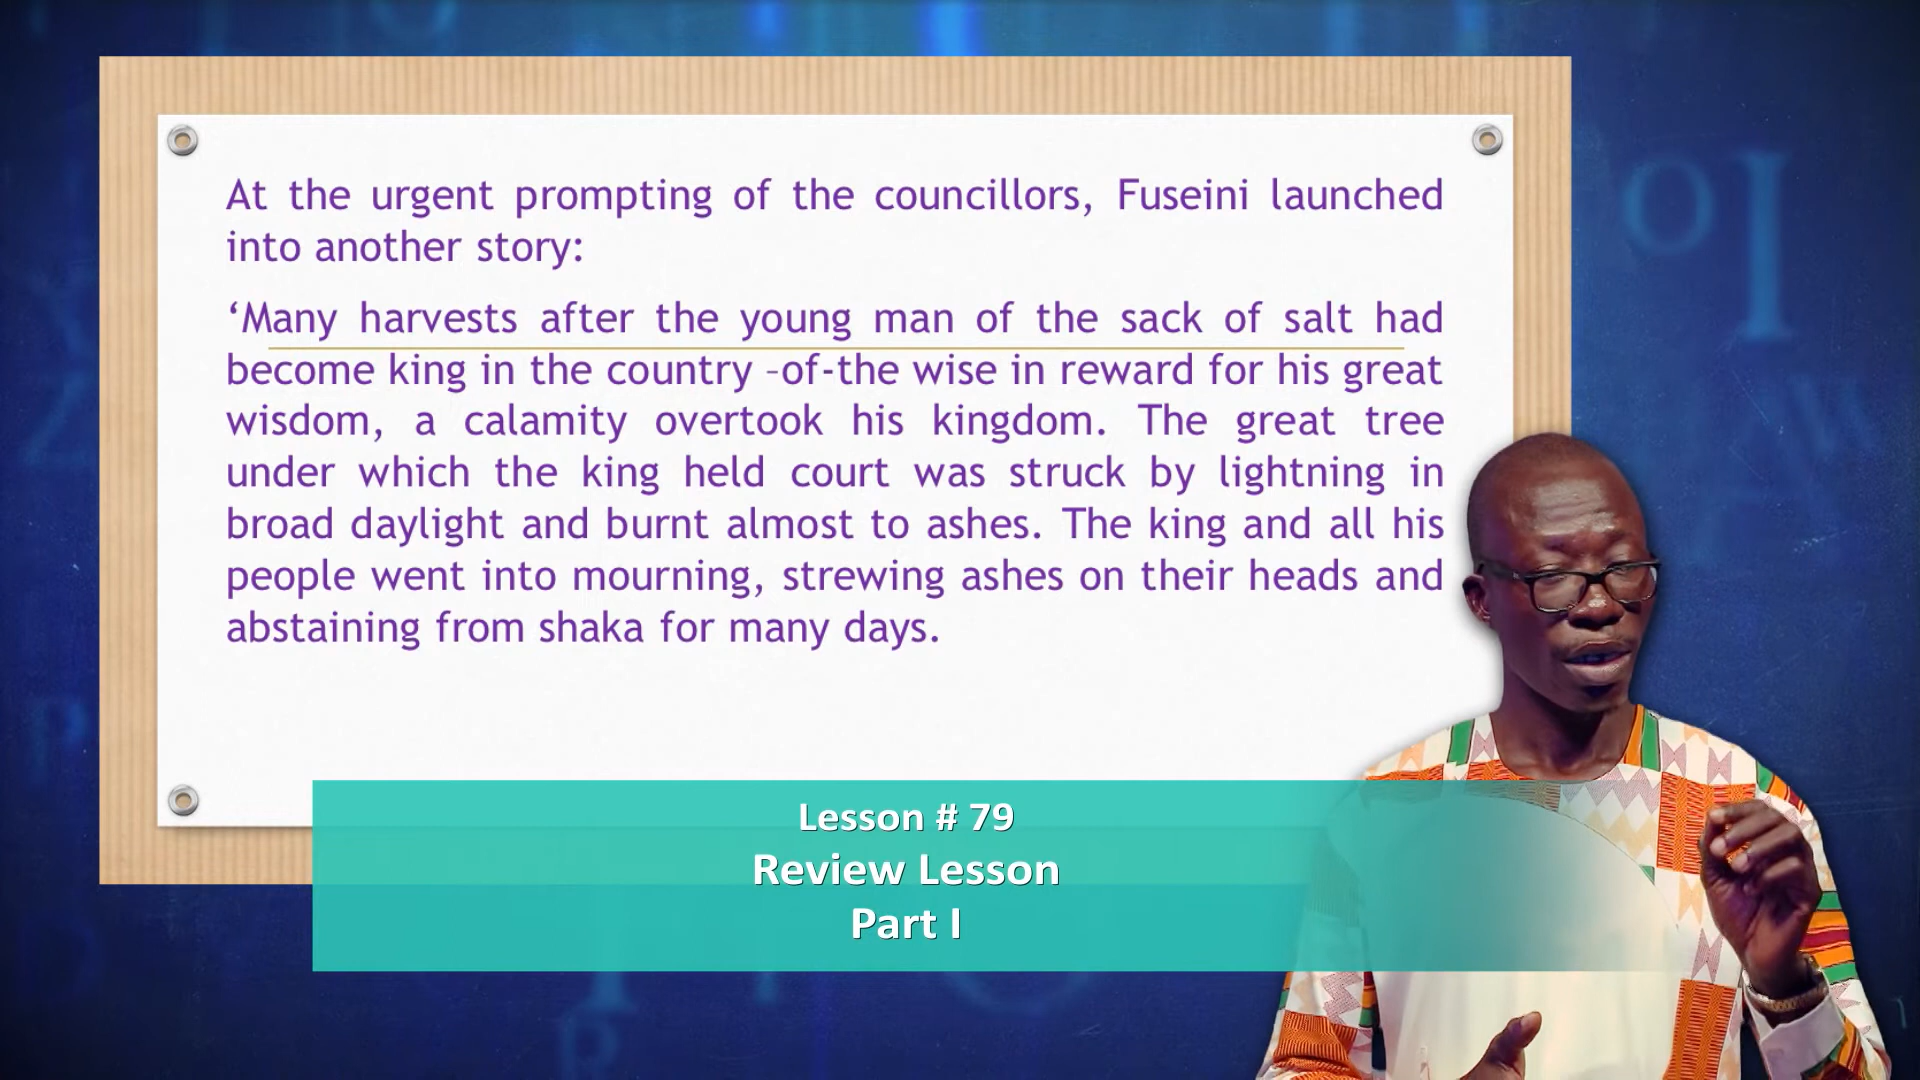 At the urgent prompting of the councillors, Fuseini launched
into another story:
‘Many harvests after the young man of the sack of salt had
become king in the country –of-the wise in reward for his great
wisdom, a calamity overtook his kingdom. The great tree
under which the king held court was struck by lightning in
broad daylight and burnt almost to ashes. The king and all his
people went into mourning, strewing ashes on their heads and
abstaining from shaka for many days.
Lesson # 79
Review Lesson
Part I